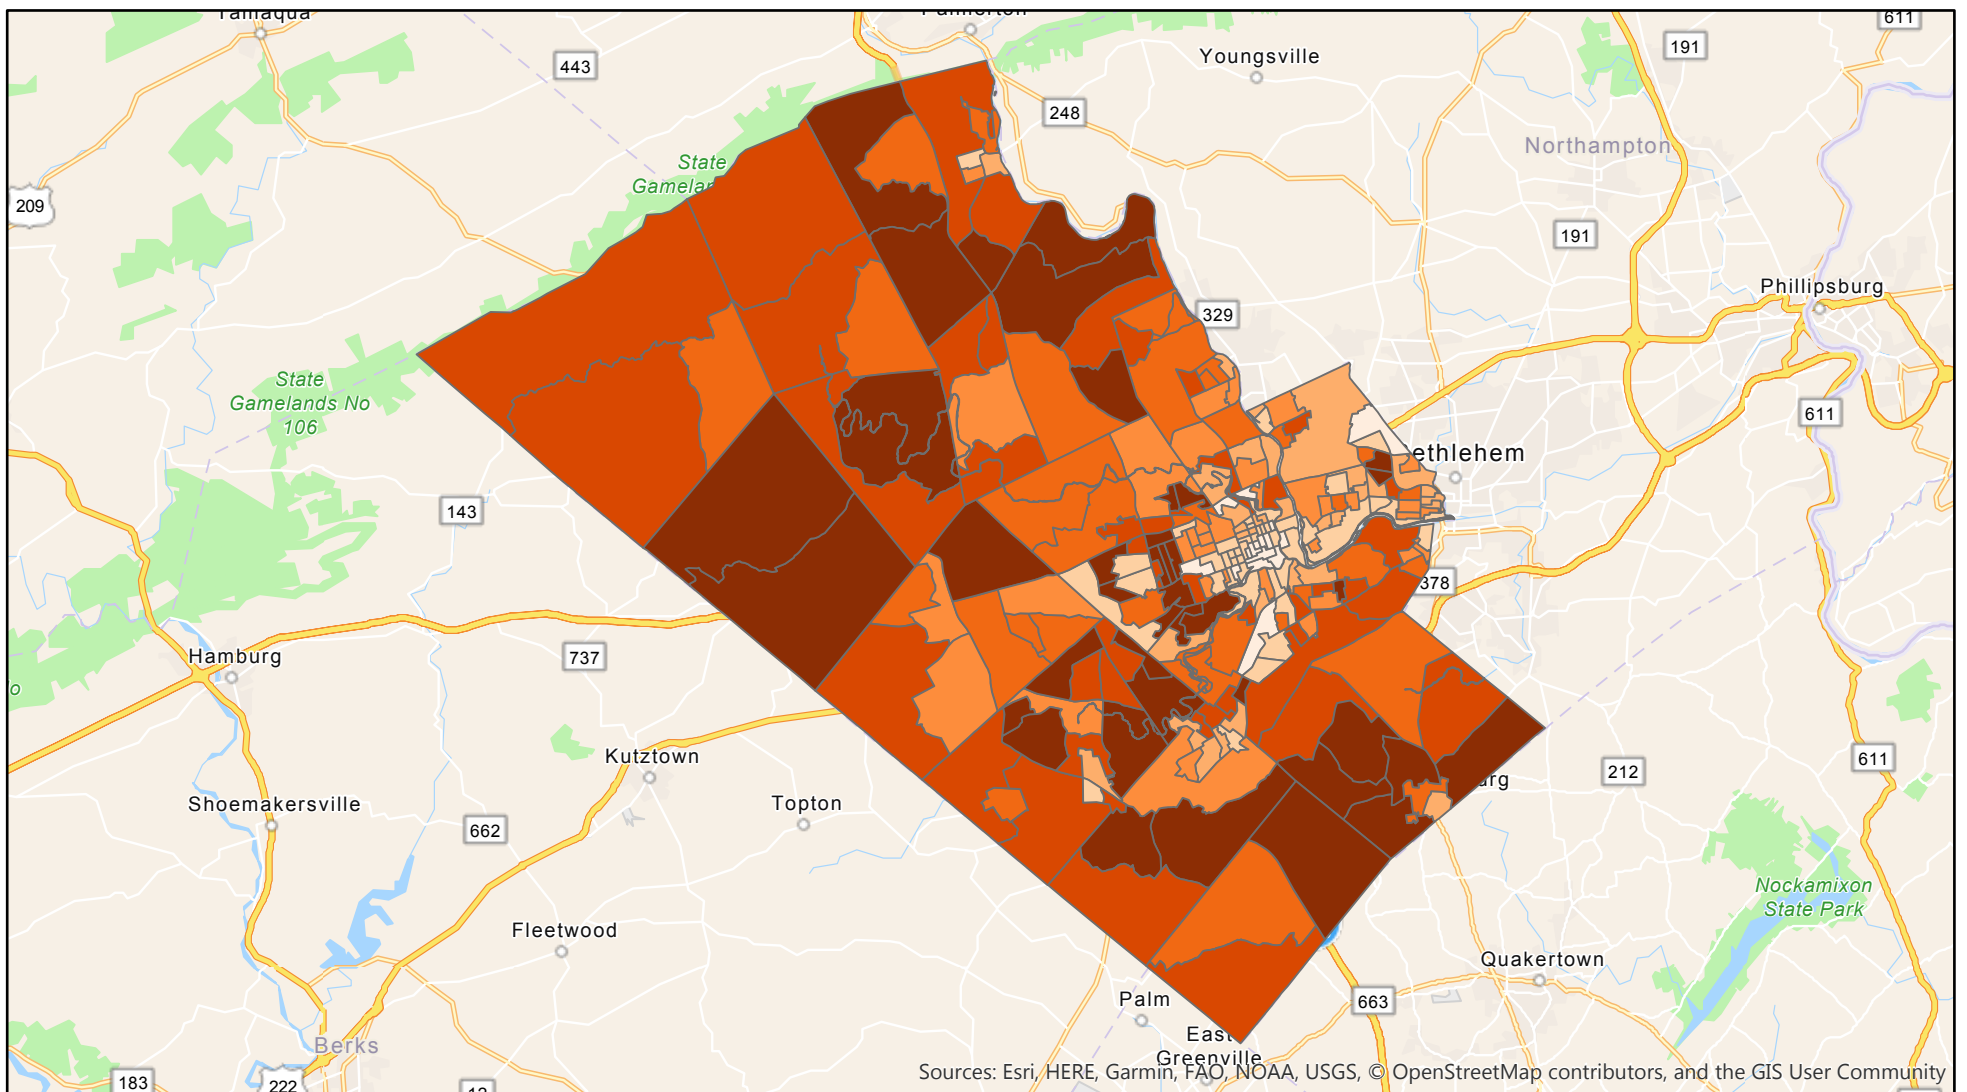 Tamaqua
Palmerton
611
443
Youngsville
191
248
State
Northampton
209
191
Phillipsburg
329
State
Gamelands No
106
611
ethlehem
143
378
Hamburg
737
Kutztown
611
212
Topton
Shoemakersville
662
Nockamixon
State Park
Fleetwood
Quakertown
Palm
663
East
Greenville
Berks
Sources: Esri, HERE, Garmin, FAO, NOAA, USGS, © OpenStreetMap contributors, and the GIS User Community
183
222